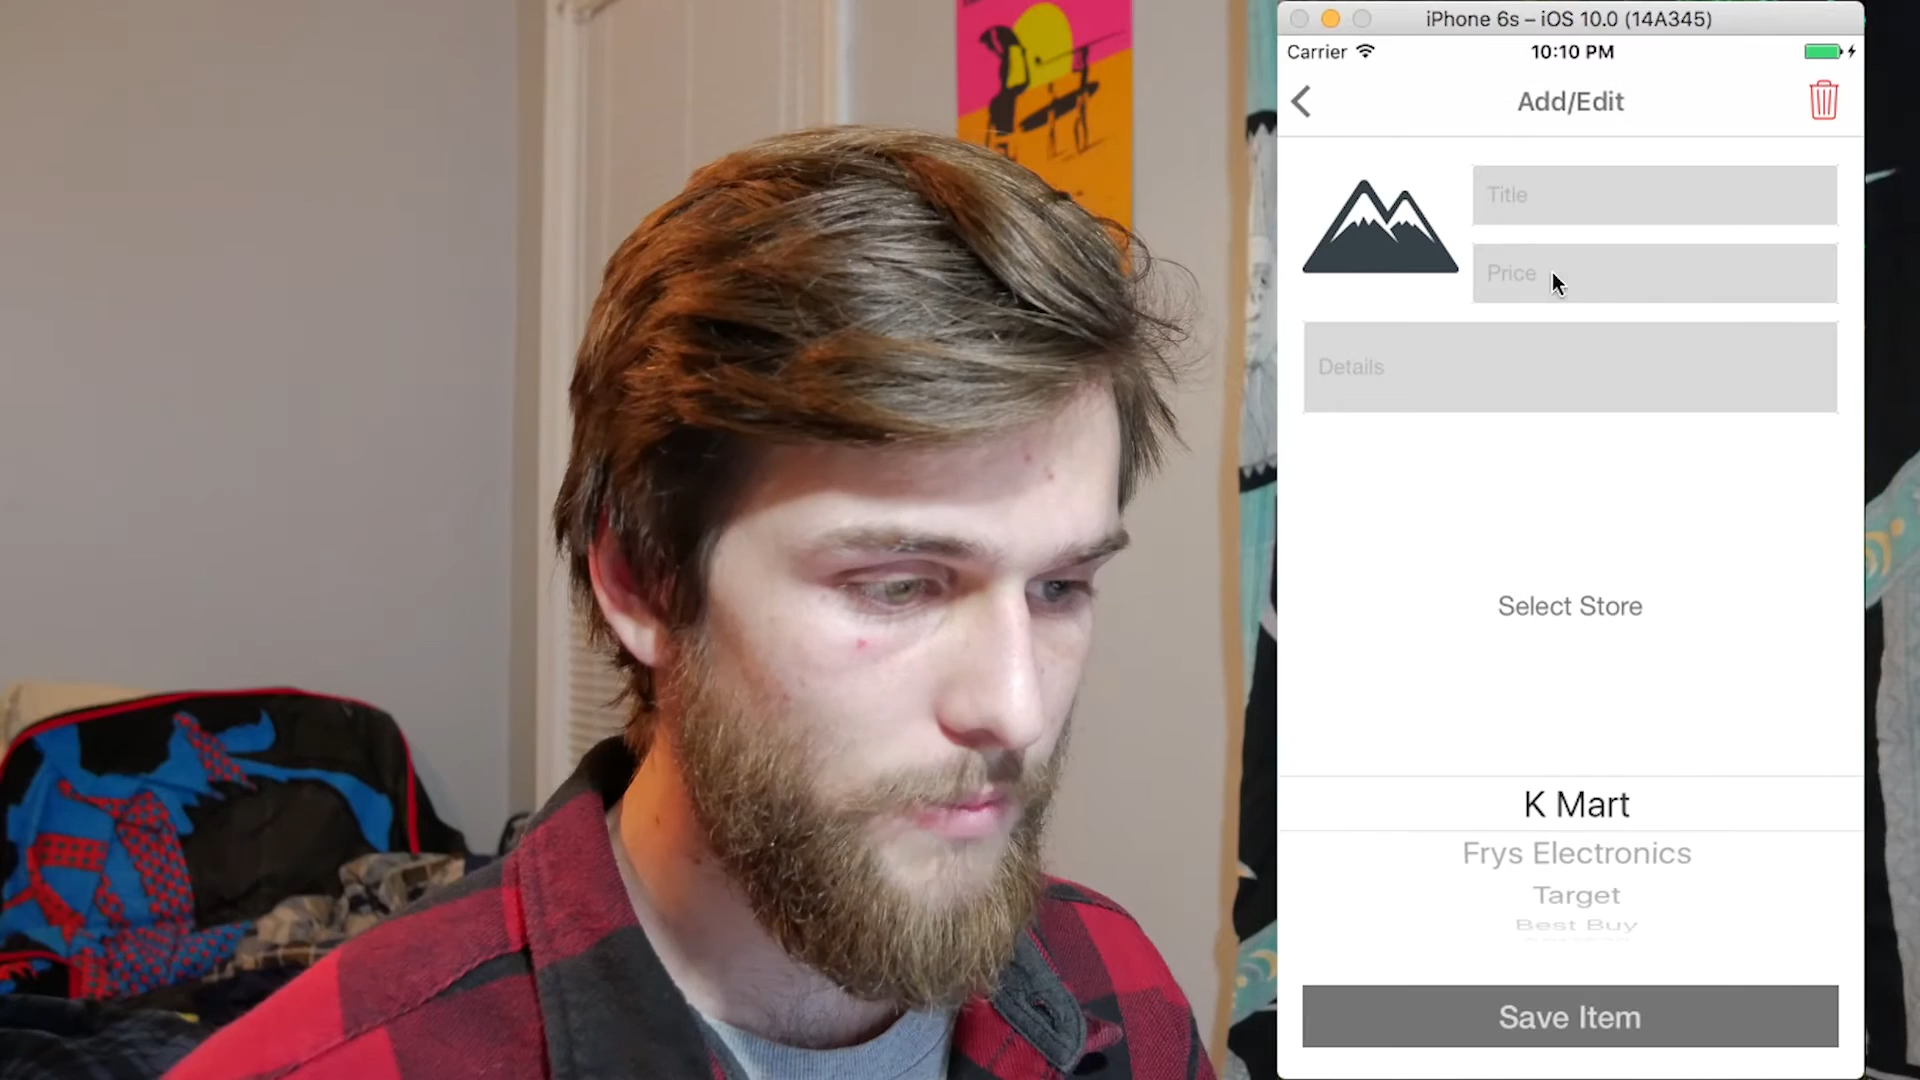 iPhone 6s – iOS 10.0 (14A345)
Carrier 10:10 PM
Add/Edit
Title
Price
Details
Select Store
K Mart
Frys Electronics
Target
Best Buy
Save Item